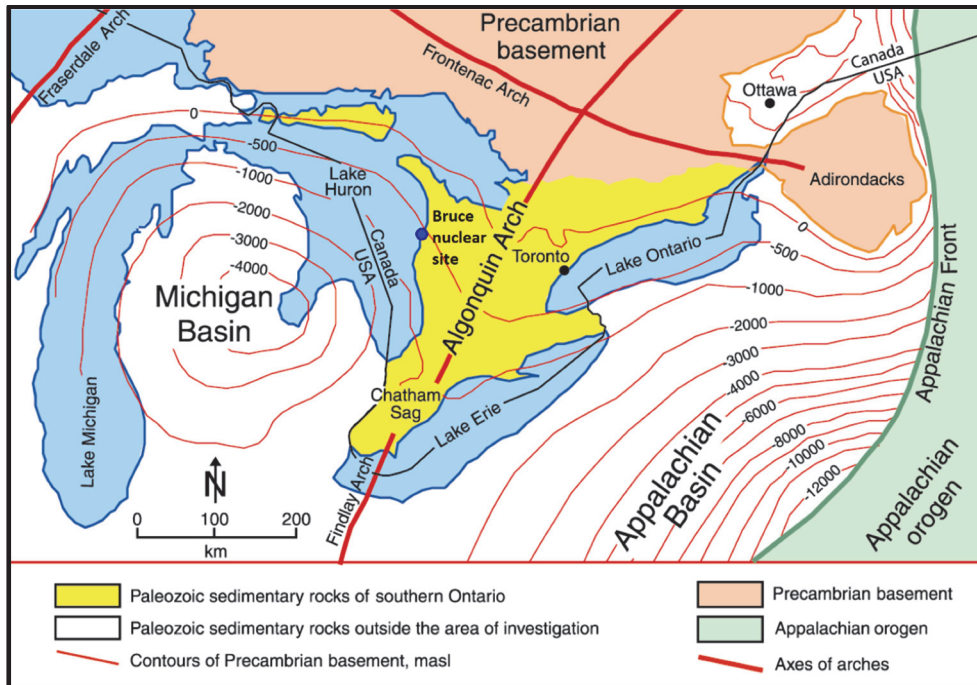 Fraserdale Arch
Precambrian
basement
Frontenac Arch
Canada
USA
Ottawa
Adirondacks
0
-500
-1000
-2000
-3000
-4000
Lake
Huron
Canada
USA
Bruce
nuclear
site
Algonquin Arch
Toronto
Lake Ontario
0
-500
-1000
-2000
-3000
-4000
-6000
-8000
-10000
-12000
Michigan
Basin
Lake Michigan
Chatham
Sag
Lake Erie
Findlay Arch
Appalachian
Basin
Appalachian Front
Appalachian
orogen
N
0 100 200
km
Paleozoic sedimentary rocks of southern Ontario
Paleozoic sedimentary rocks outside the area of investigation
Contours of Precambrian basement, masl
Precambrian basement
Appalachian orogen
Axes of arches